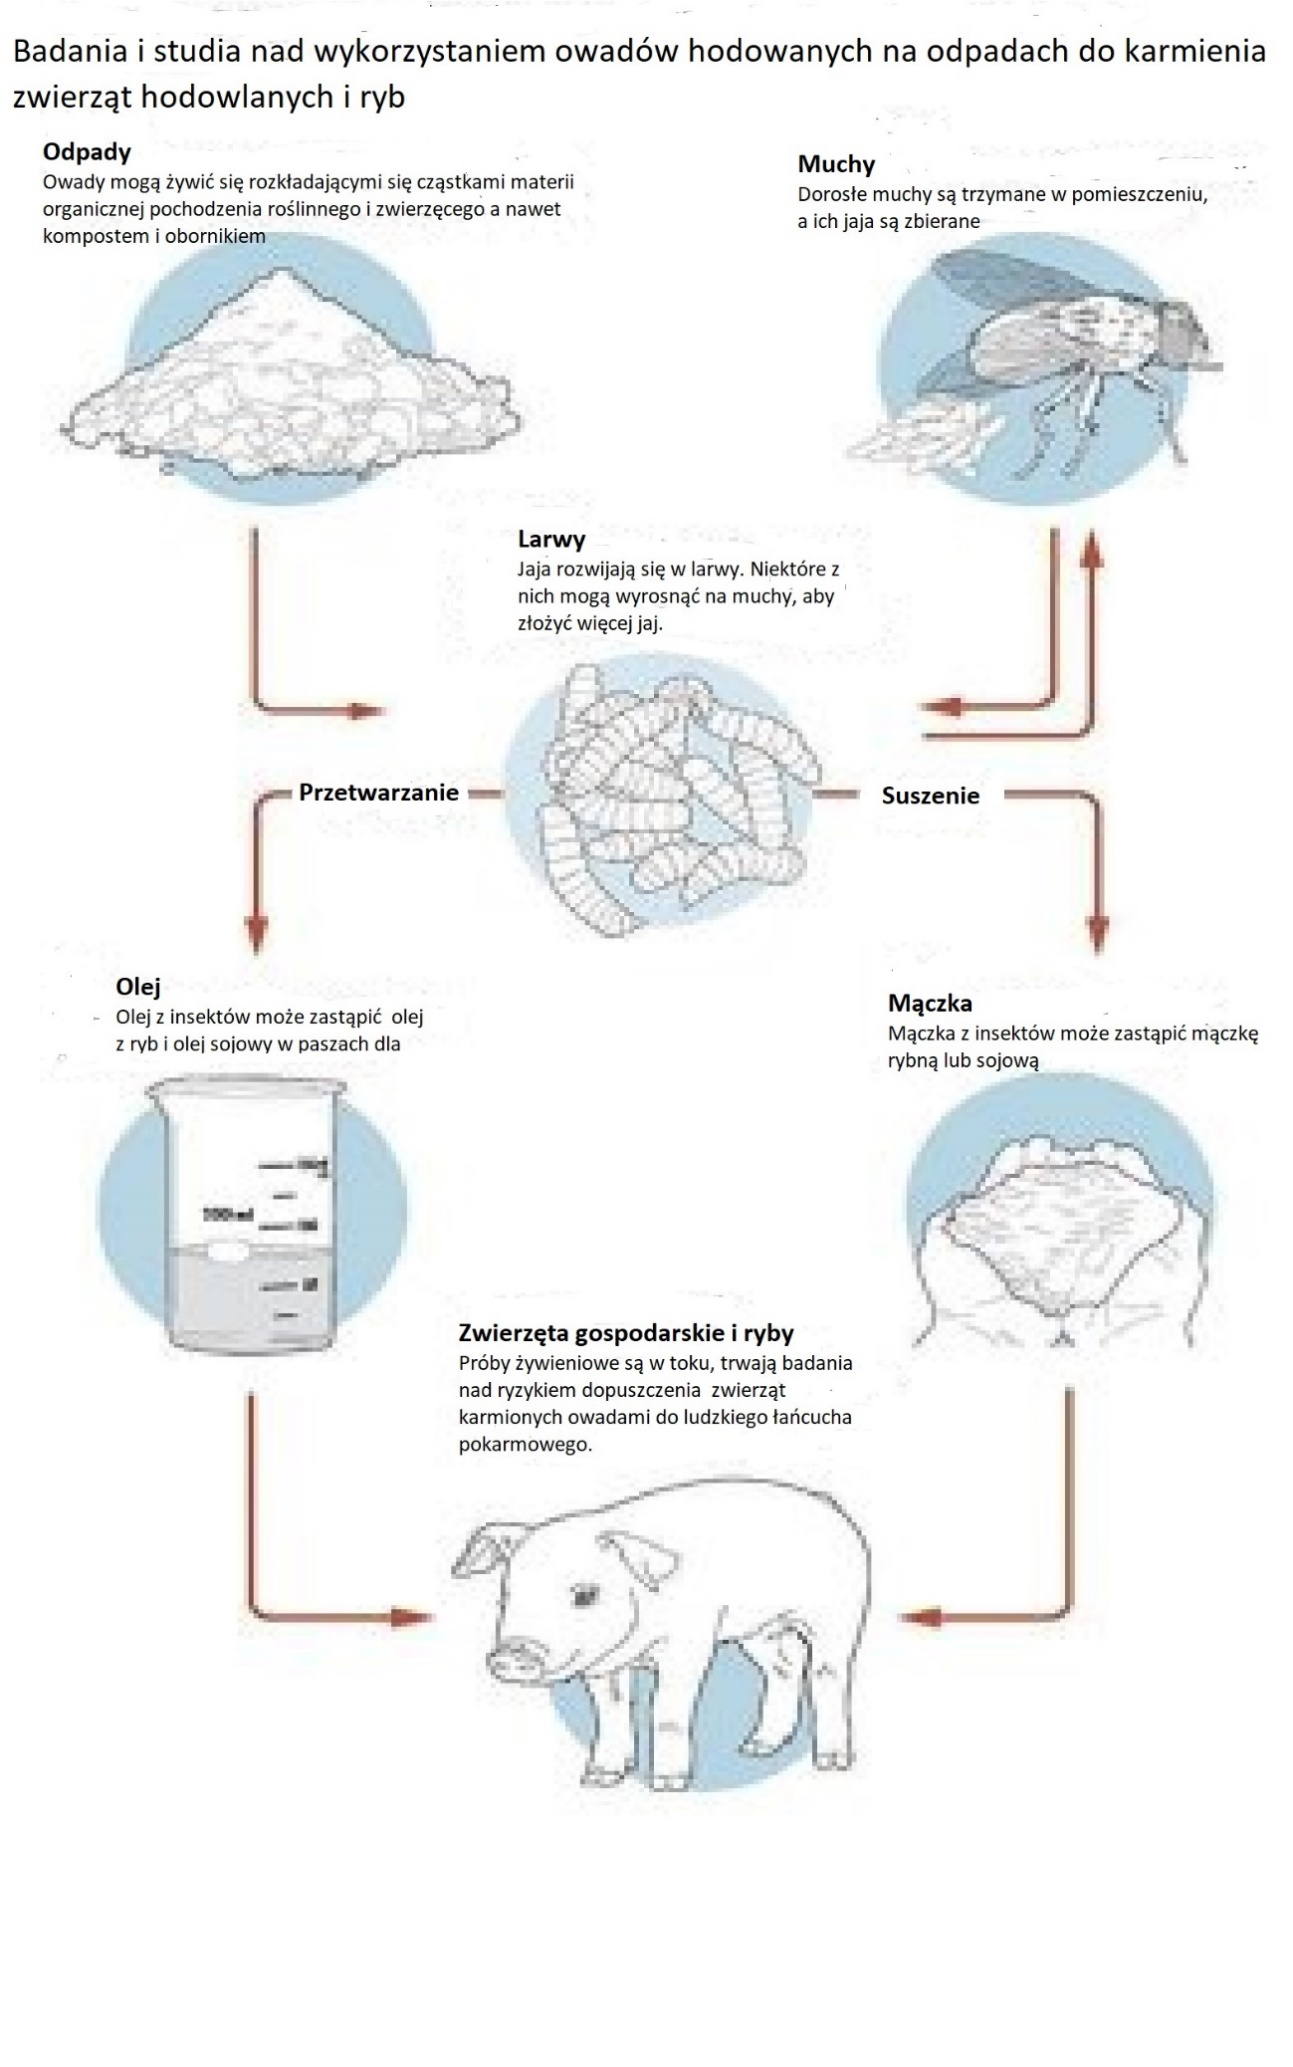 Badania i studia nad wykorzystaniem owadów hodowanych na odpadach do karmienia
zwierząt hodowlanych i ryb
Odpady
Owady mogą żywić się rozkładającymi się cząstkami materii
organicznej pochodzenia roślinnego i zwierzęcego a nawet
kompostem i obornikiem
Muchy
Dorosłe muchy są trzymane w pomieszczeniu,
a ich jaja są zbierane
Larwy
Jaja rozwijają się w larwy. Niektóre z
nich mogą wyrosnąć na muchy, aby
złożyć więcej jaj.
Przetwarzanie
Suszenie
Olej
Olej z insektów może zastąpić olej
z ryb i olej sojowy w paszach dla
Mączka
Mączka z insektów może zastąpić mączkę
rybną lub sojową
100 ml
Zwierzęta gospodarskie i ryby
Próby żywieniowe są w toku, trwają badania
nad ryzykiem dopuszczenia zwierząt
karmionych owadami do ludzkiego łańcucha
pokarmowego.